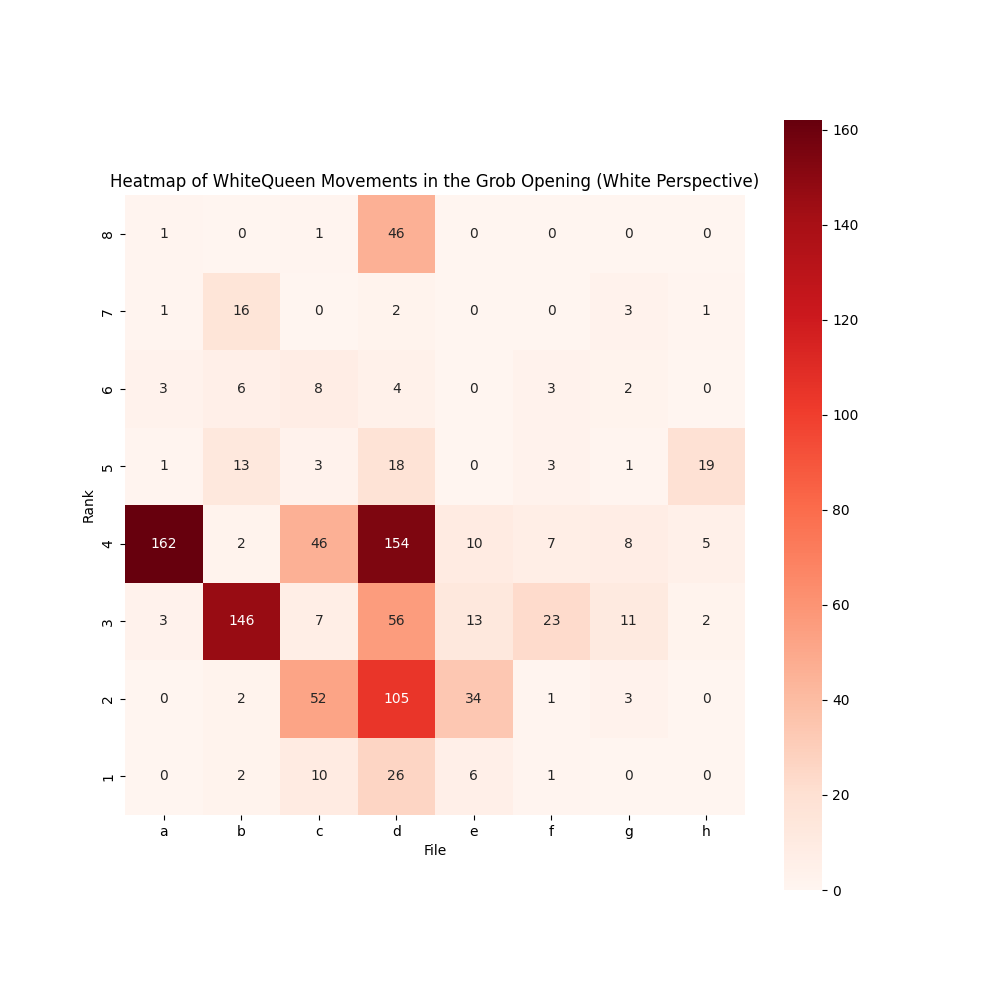 Heatmap of WhiteQueen Movements in the Grob Opening (White Perspective)
160
140
120
100
80
60
40
20
0
Rank
8 1 0 1 46 0 0 0 0
7 1 16 0 2 0 0 3 1
6 3 6 8 4 0 3 2 0
5 1 13 3 18 0 3 1 19
4 162 2 46 154 10 7 8 5
3 3 146 7 56 13 23 11 2
2 0 2 52 105 34 1 3 0
1 0 2 10 26 6 1 0 0
a b c d e f g h
File